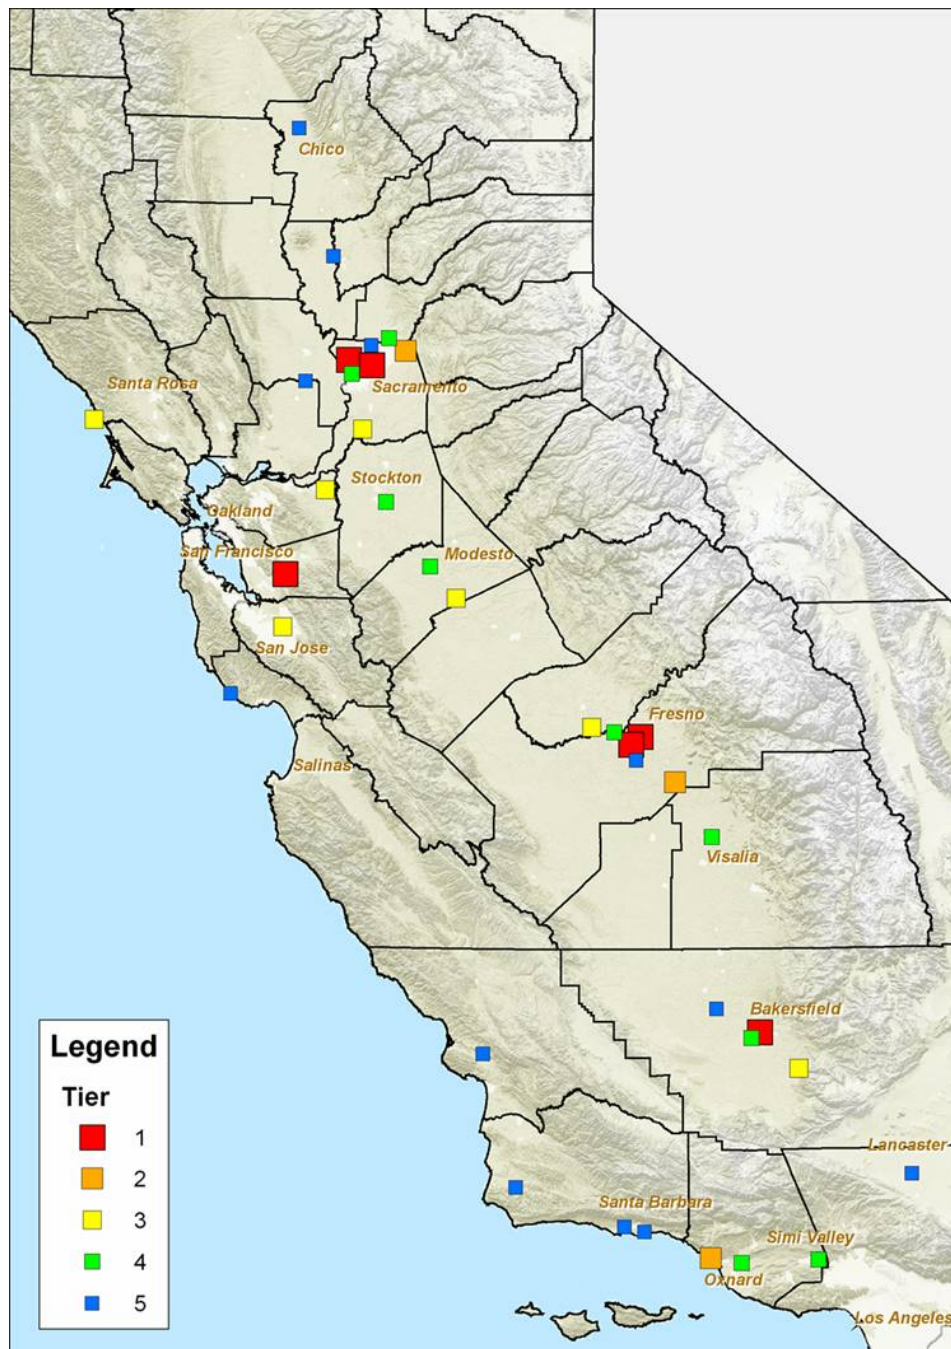 Chico
Santa Rosa
Sacramento
Stockton
Oakland
San Francisco
Modesto
San Jose
Fresno
Salinas
Visalia
Bakersfield
Legend
Tier
1
2
3
4
5
Lancaster
Santa Barbara
Simi Valley
Oxnard
Los Angeles